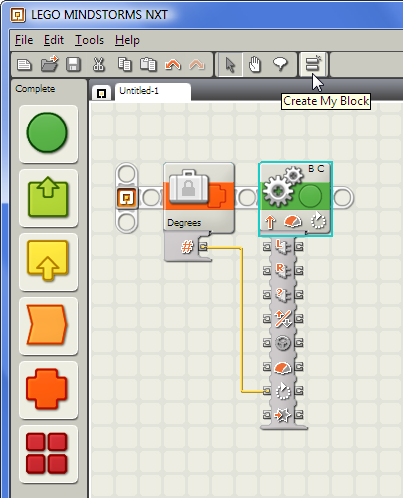 LEGO MINDSTORMS NXT
File Edit Tools Help
Complete
Untitled-1
Create My Block
B C
Degrees
#
L
R
?